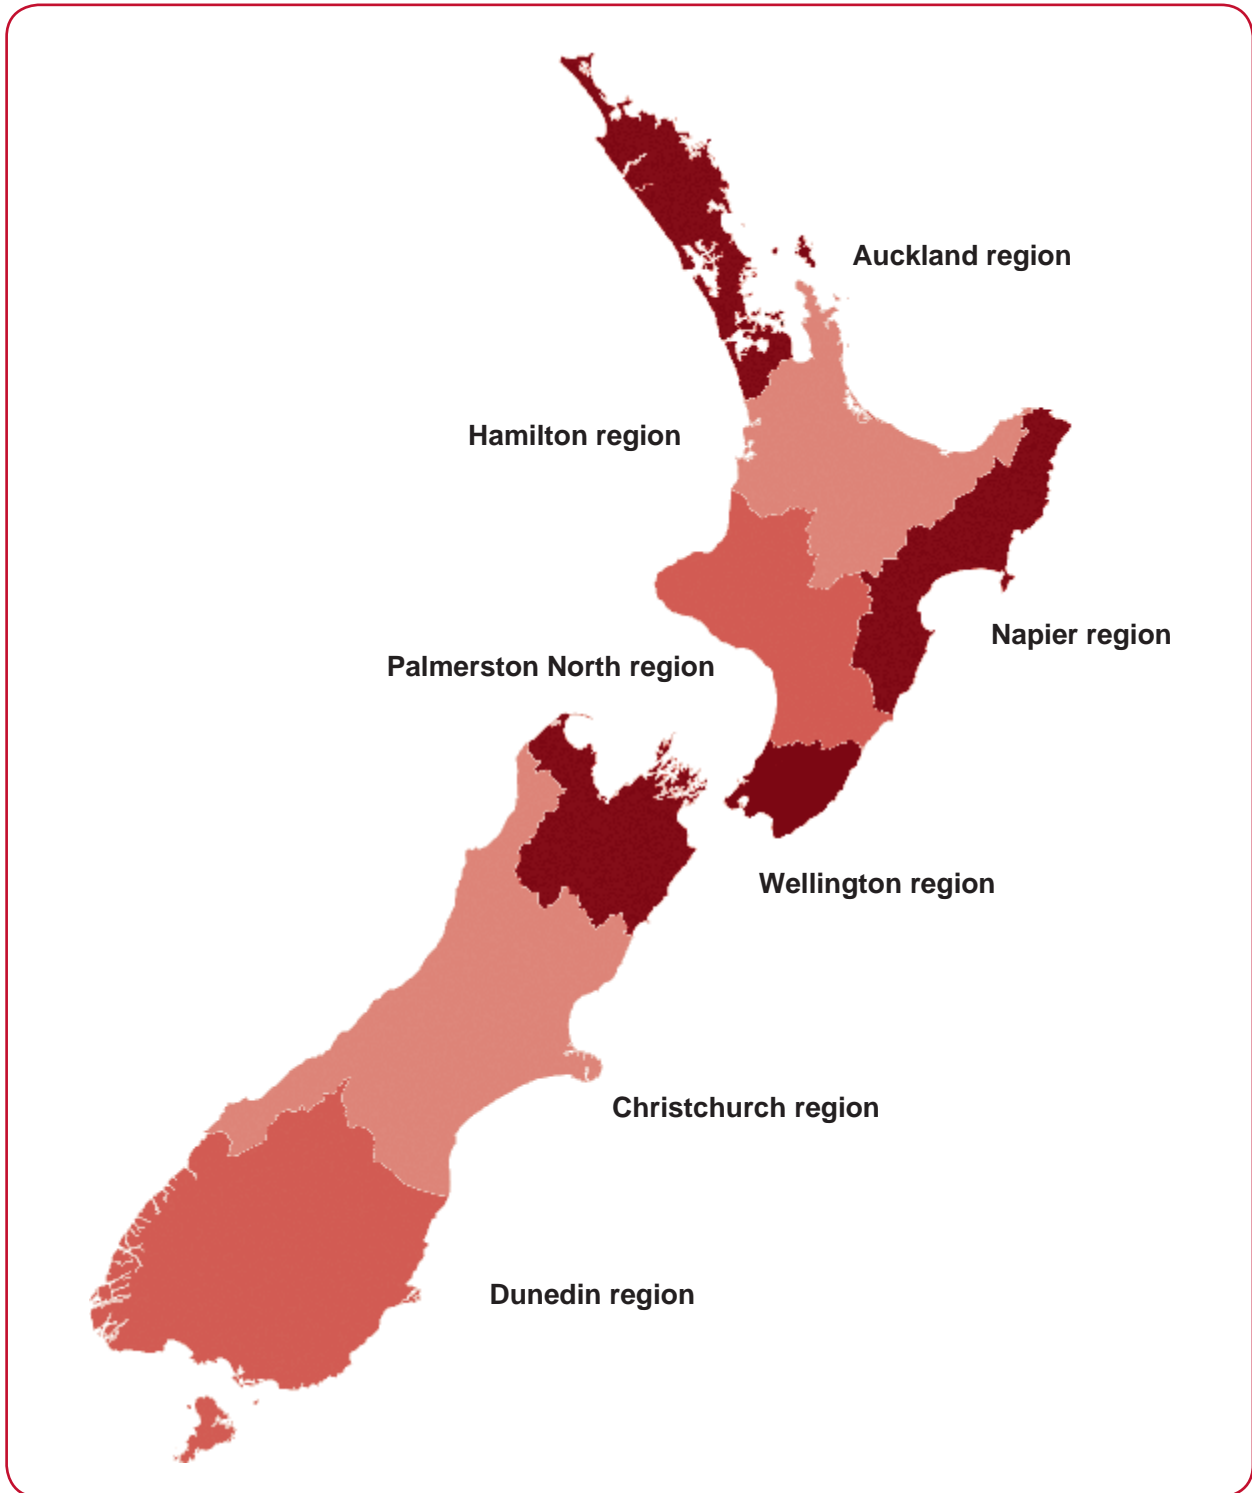 Auckland region
Hamilton region
Napier region
Palmerston North region
Wellington region
Christchurch region
Dunedin region